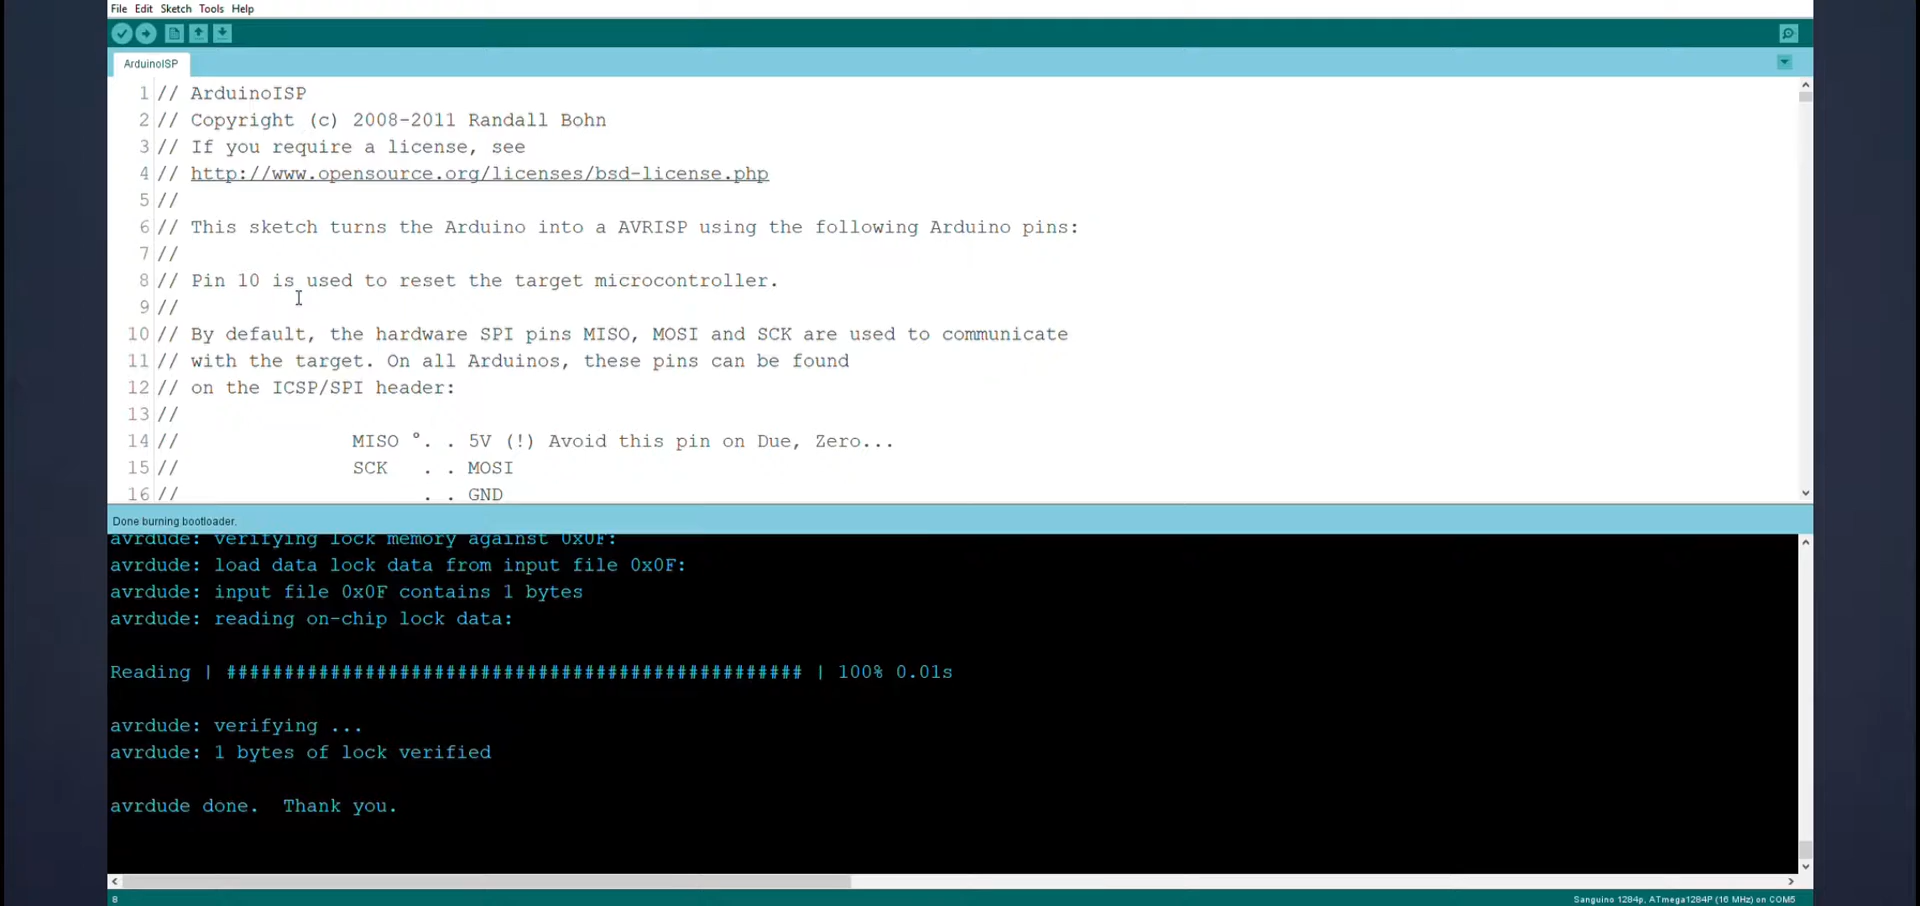 File Edit Sketch Tools Help
ArduinoISP
1 // ArduinoISP
2 // Copyright (c) 2008-2011 Randall Bohn
3 // If you require a license, see
4 // http://www.opensource.org/licenses/bsd-license.php
5 //
6 // This sketch turns the Arduino into a AVRISP using the following Arduino pins:
7 //
8 // Pin 10 is used to reset the target microcontroller.
9 //
10 // By default, the hardware SPI pins MISO, MOSI and SCK are used to communicate
11 // with the target. On all Arduinos, these pins can be found
12 // on the ICSP/SPI header:
13 //
14 // MISO °. . 5V (!) Avoid this pin on Due, Zero...
15 // SCK . . MOSI
16 // . . GND
Done burning bootloader.
avrdude: verifying lock memory against 0x0F:
avrdude: load data lock data from input file 0x0F:
avrdude: input file 0x0F contains 1 bytes
avrdude: reading on-chip lock data:
Reading | ################################################## | 100% 0.01s
avrdude: verifying ...
avrdude: 1 bytes of lock verified
avrdude done.  Thank you.
8 Sanguino 1284p, ATmega1284P (16 MHz) on COM5